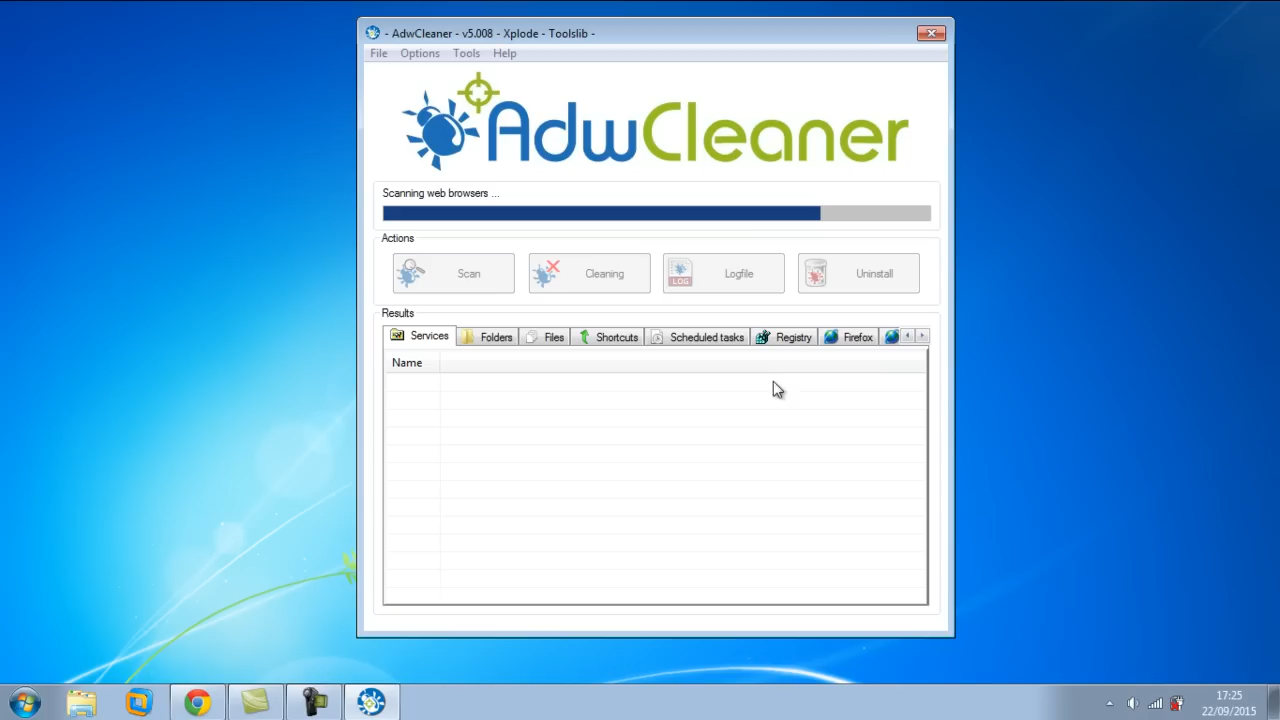 - AdwCleaner - v5.008 - Xplode - Toolslib -
File Options Tools Help
AdwCleaner
Scanning web browsers ...
Actions
Scan Cleaning LOG Logfile Uninstall
Results
Services Folders Files Shortcuts Scheduled tasks Registry Firefox
Name
17:25
22/09/2015